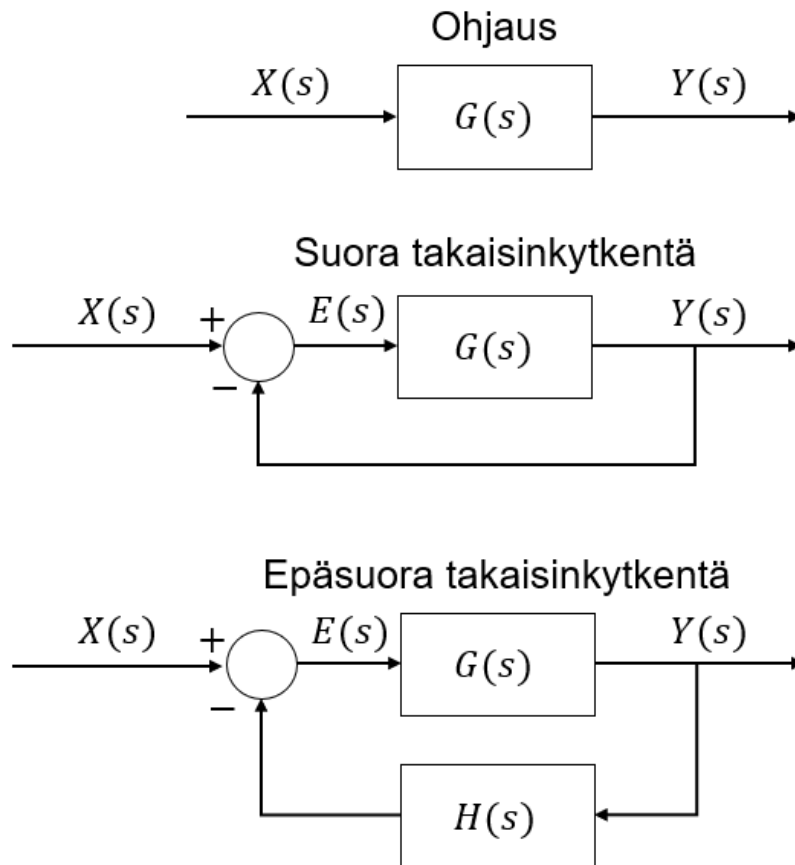 Ohjaus
X(s) G(s) Y(s)
Suora takaisinkytkentä
X(s) + E(s) G(s) Y(s)
−
Epäsuora takaisinkytkentä
X(s) + E(s) G(s) Y(s)
−
H(s)